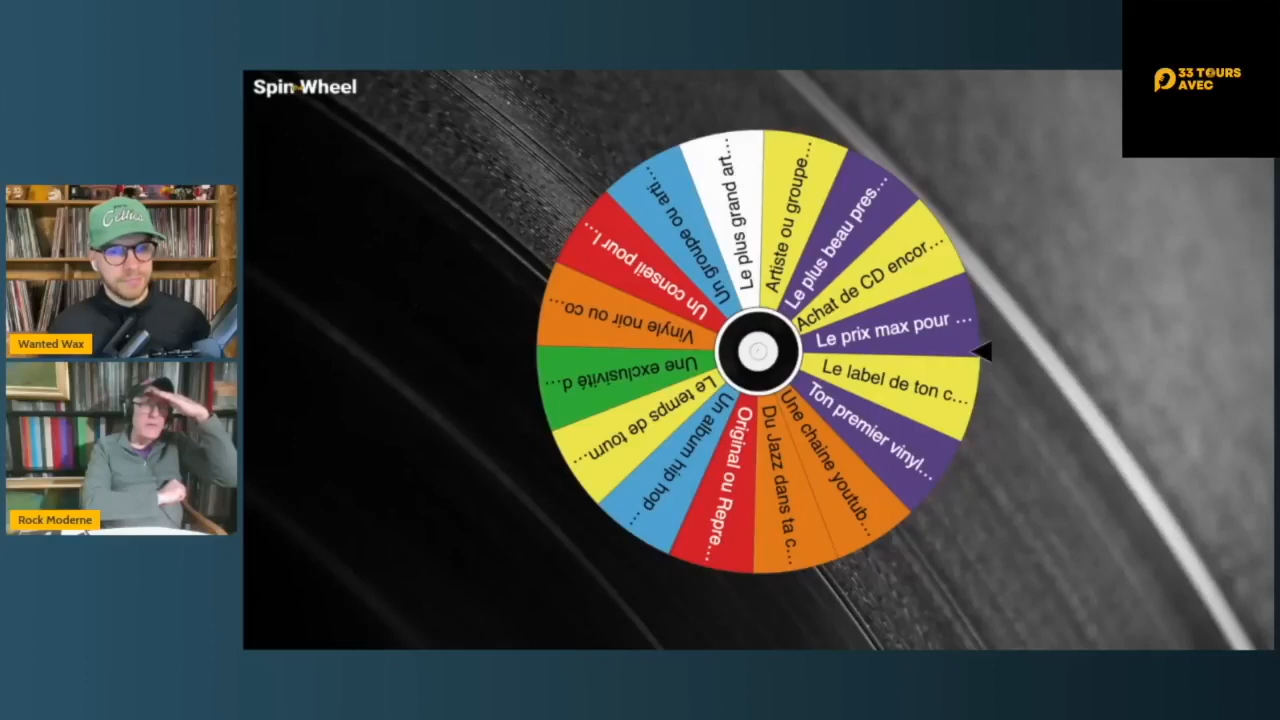 Spin Wheel
33 TOURS
AVEC
Celtics
Wanted Wax
Rock Moderne
Le plus grand art...
Artiste ou groupe...
Le plus beau pres...
Achat de CD encor...
Le prix max pour ...
Le label de ton c...
Ton premier vinyl...
Une chaine youtub...
Du Jazz dans ta c...
Original ou Repre...
Un album hip hop ...
Le temps de tourn...
Une exclusivité d...
Vinyle noir ou co...
Un conseil pour l...
Un groupe ou arti...